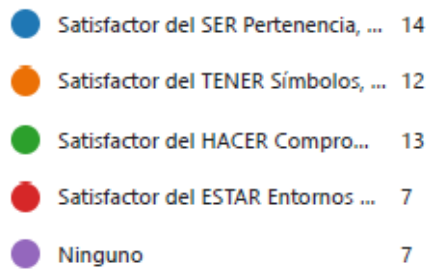 Satisfactor del SER Pertenencia, ... 14
Satisfactor del TENER Símbolos, ... 12
Satisfactor del HACER Compro... 13
Satisfactor del ESTAR Entornos ... 7
Ninguno 7